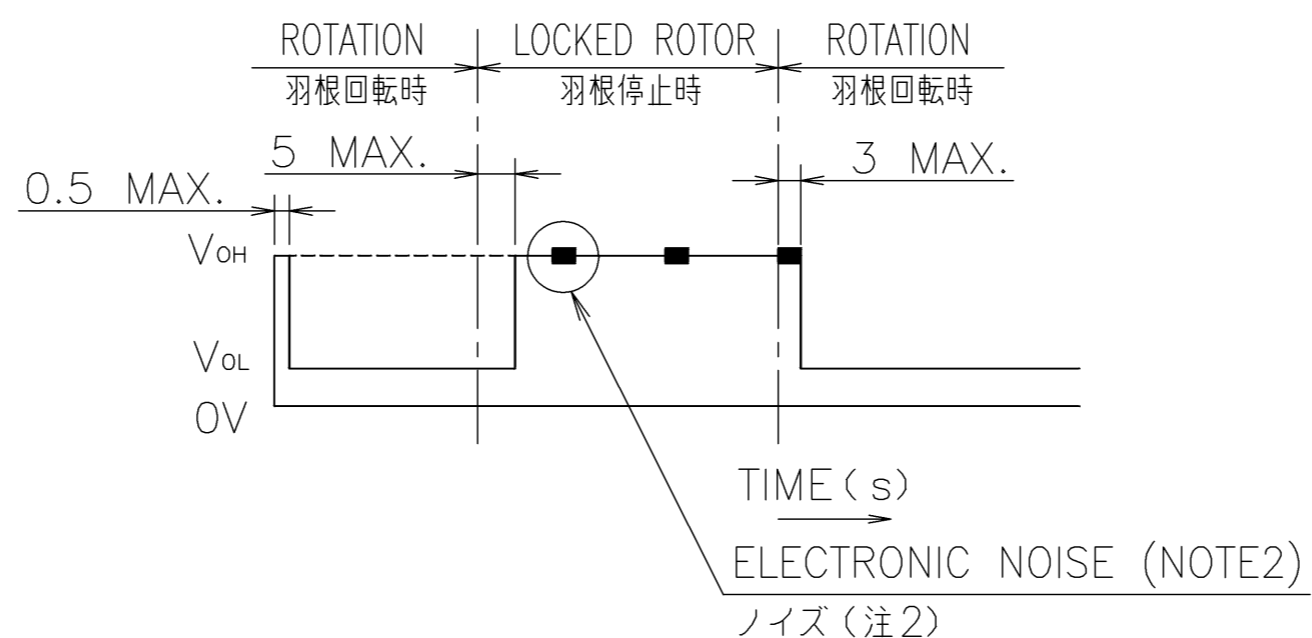 ROTATION LOCKED ROTOR ROTATION
羽根回転時 羽根停止時 羽根回転時
5 MAX. 3 MAX.
0.5 MAX.
VOH
VOL
0V
TIME(s)
ELECTRONIC NOISE (NOTE2)
ノイズ(注2)